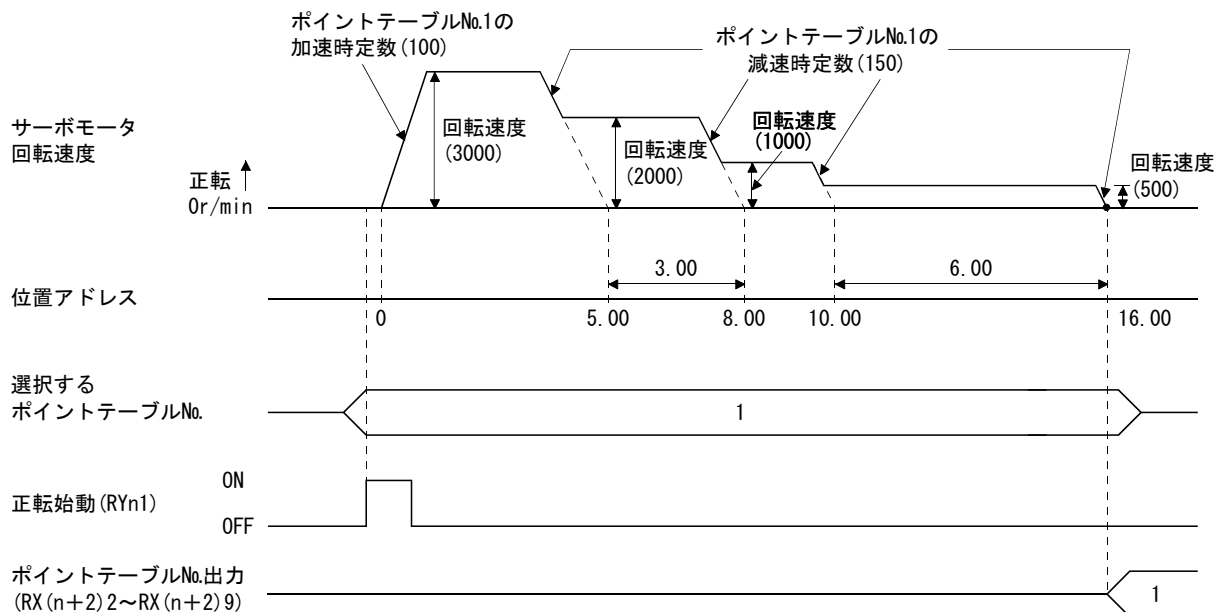 ポイントテーブル№1の
加速時定数(100)
ポイントテーブル№1の
減速時定数(150)
サーボモータ
回転速度
正転
0r/min
回転速度
(3000)
回転速度
(2000)
回転速度
(1000)
回転速度
(500)
位置アドレス
3.00
6.00
0
5.00
8.00
10.00
16.00
選択する
ポイントテーブル№.
1
正転始動(RYn1)
ON
OFF
ポイントテーブル№出力
(RX(n+2)2～RX(n+2)9)
1